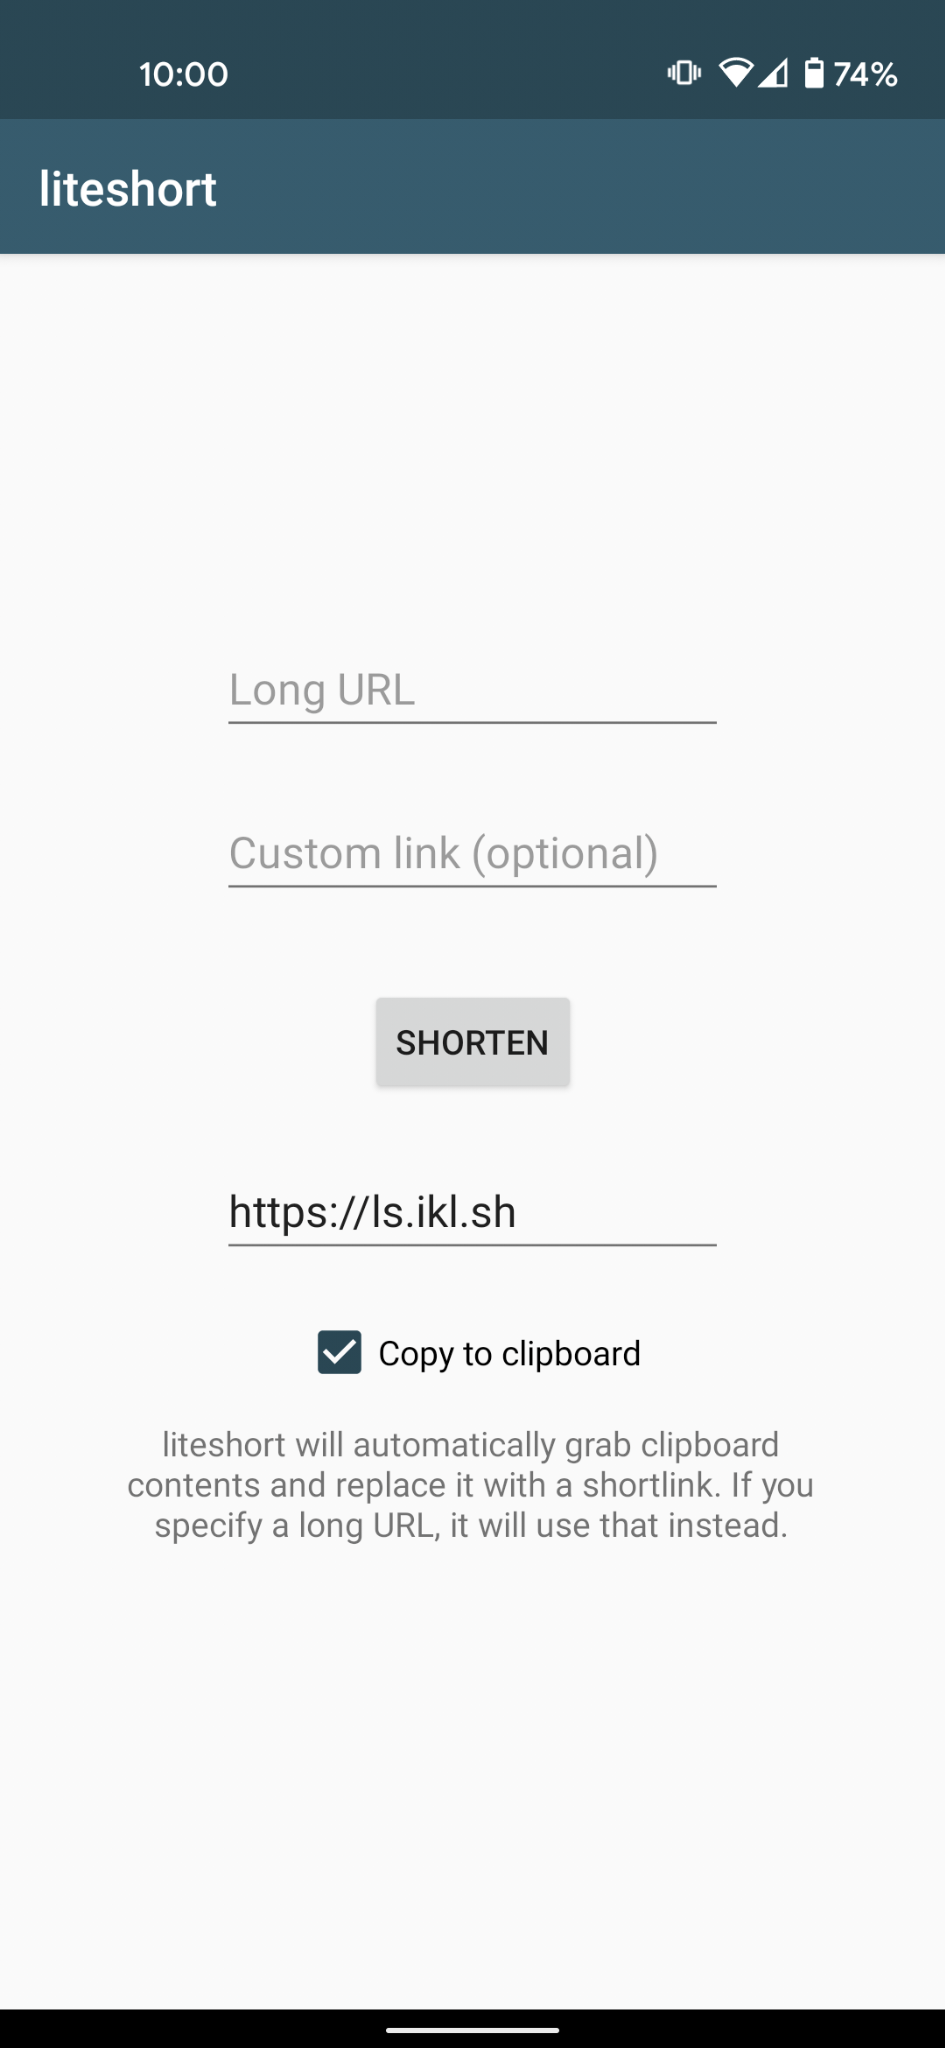 10:00 74%
liteshort
Long URL
Custom link (optional)
SHORTEN
https://ls.ikl.sh
Copy to clipboard
liteshort will automatically grab clipboard
contents and replace it with a shortlink. If you
specify a long URL, it will use that instead.